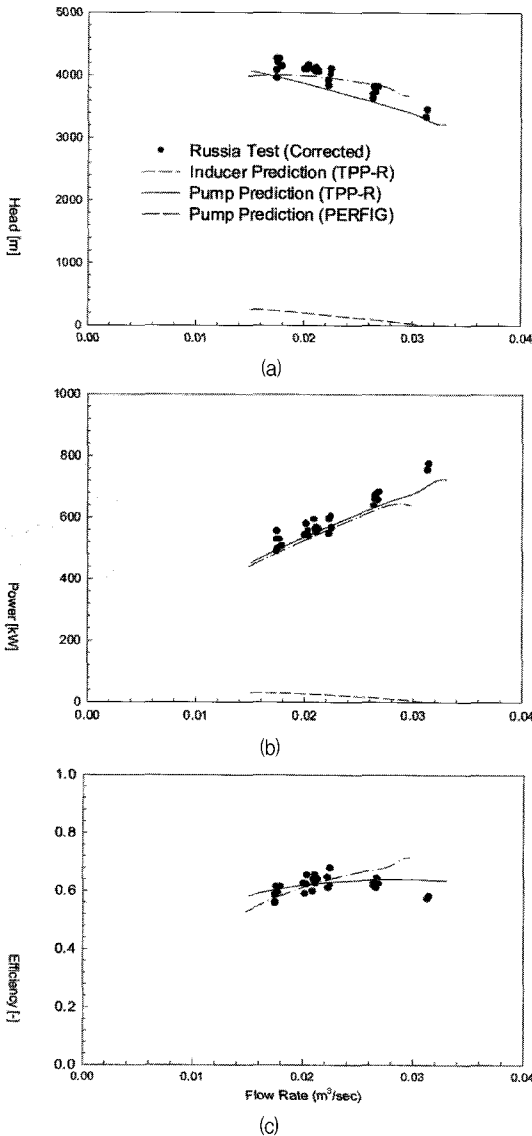 5000
4000
3000
2000
1000
0
Head [m]
Russia Test (Corrected)
Inducer Prediction (TPP-R)
Pump Prediction (TPP-R)
Pump Prediction (PERFIG)
0.00 0.01 0.02 0.03 0.04
(a)
1000
800
600
400
200
0
Power [kW]
0.00 0.01 0.02 0.03 0.04
(b)
1.0
0.8
0.6
0.4
0.2
0.0
Efficiency [-]
0.00 0.01 0.02 0.03 0.04
Flow Rate (m³/sec)
(c)